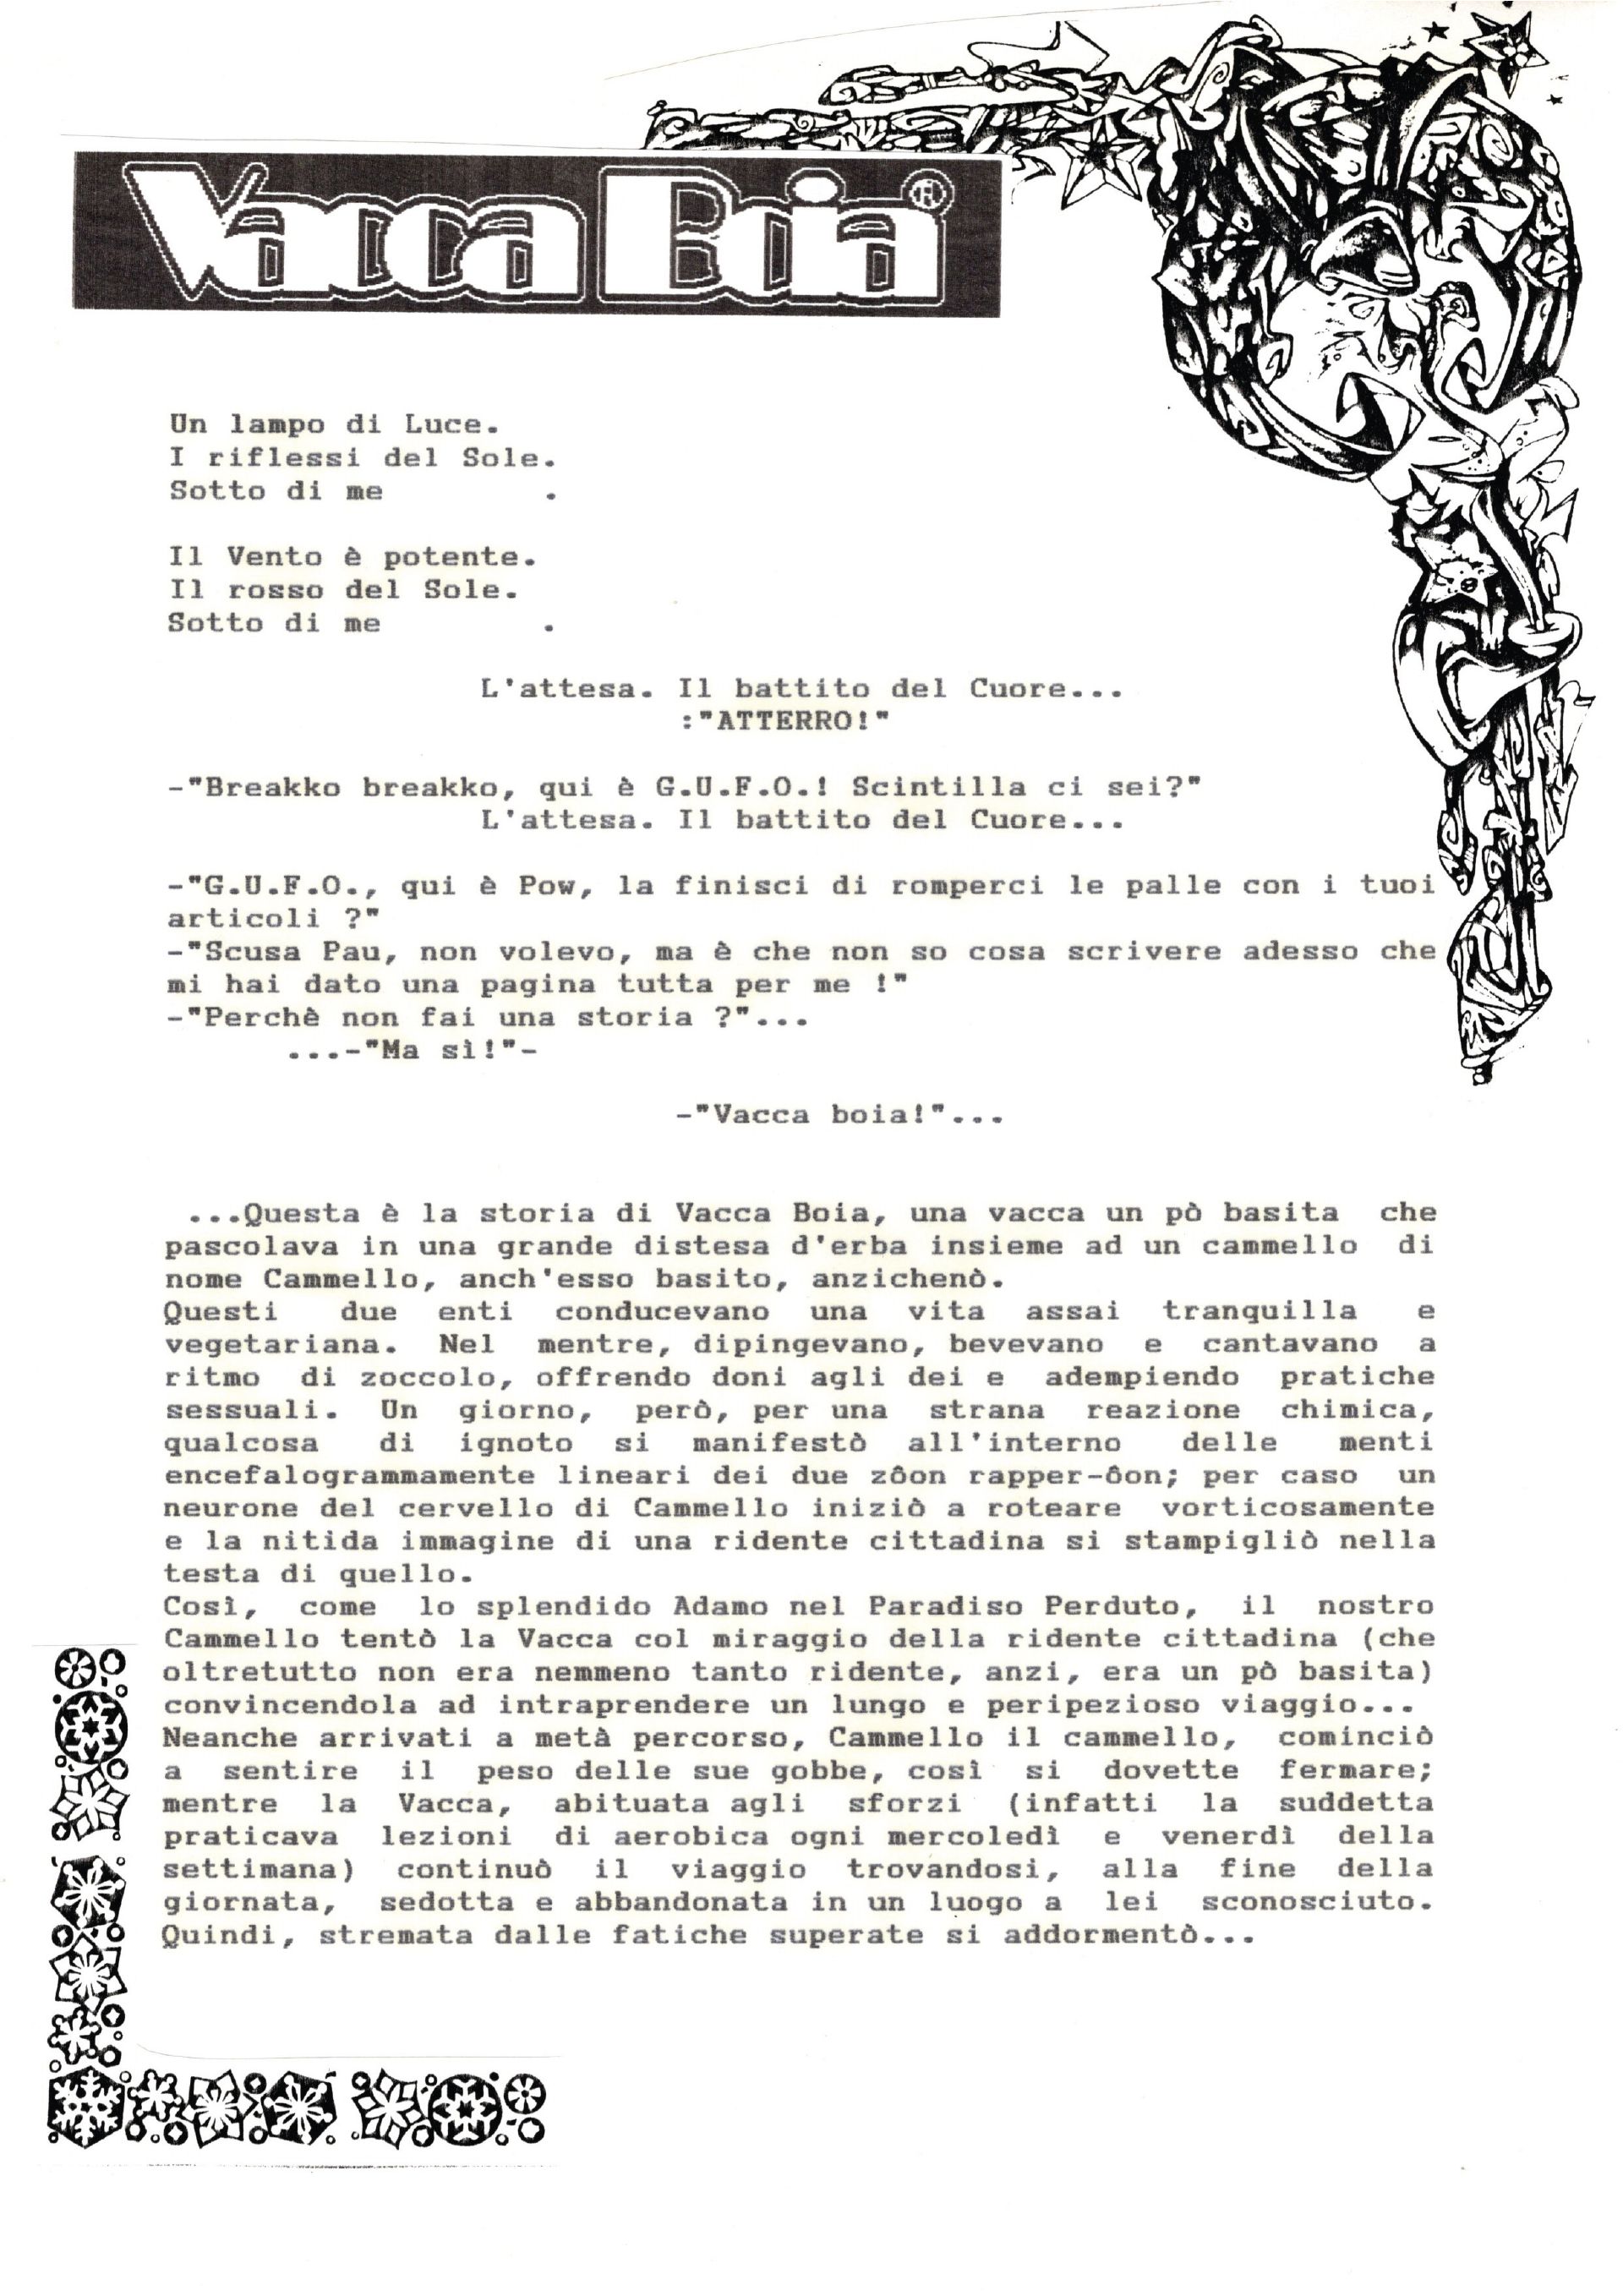 Vacca Boia®
Un lampo di Luce.
I riflessi del Sole.
Sotto di me .
Il Vento è potente.
Il rosso del Sole.
Sotto di me .
L'attesa. Il battito del Cuore...
:"ATTERRO!"
-"Breakko breakko, qui è G.U.F.O.! Scintilla ci sei?"
L'attesa. Il battito del Cuore...
-"G.U.F.O., qui è Pow, la finisci di romperci le palle con i tuoi
articoli ?"
-"Scusa Pau, non volevo, ma è che non so cosa scrivere adesso che
mi hai dato una pagina tutta per me !"
-"Perchè non fai una storia ?"...
...-"Ma sì!"-
-"Vacca boia!"...
...Questa è la storia di Vacca Boia, una vacca un pò basita che
pascolava in una grande distesa d'erba insieme ad un cammello di
nome Cammello, anch'esso basito, anzichenò.
Questi due enti conducevano una vita assai tranquilla e
vegetariana. Nel mentre, dipingevano, bevevano e cantavano a
ritmo di zoccolo, offrendo doni agli dei e adempiendo pratiche
sessuali. Un giorno, però, per una strana reazione chimica,
qualcosa di ignoto si manifestò all'interno delle menti
encefalogrammamente lineari dei due zôon rapper-ôon; per caso un
neurone del cervello di Cammello iniziò a roteare vorticosamente
e la nitida immagine di una ridente cittadina si stampigliò nella
testa di quello.
Così, come lo splendido Adamo nel Paradiso Perduto, il nostro
Cammello tentò la Vacca col miraggio della ridente cittadina (che
oltretutto non era nemmeno tanto ridente, anzi, era un pò basita)
convincendola ad intraprendere un lungo e peripezioso viaggio...
Neanche arrivati a metà percorso, Cammello il cammello, cominciò
a sentire il peso delle sue gobbe, così si dovette fermare;
mentre la Vacca, abituata agli sforzi (infatti la suddetta
praticava lezioni di aerobica ogni mercoledì e venerdì della
settimana) continuò il viaggio trovandosi, alla fine della
giornata, sedotta e abbandonata in un luogo a lei sconosciuto.
Quindi, stremata dalle fatiche superate si addormentò...